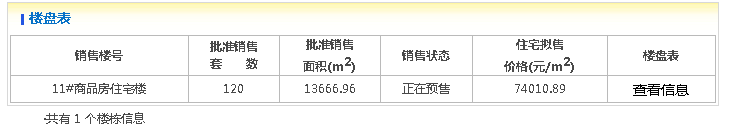 楼盘表
销售楼号 批准销售套 数 批准销售面积(m²) 销售状态 住宅拟售价格(元/m²) 楼盘表
11#商品房住宅楼 120 13666.96 正在预售 74010.89 查看信息
·共有 1 个楼栋信息